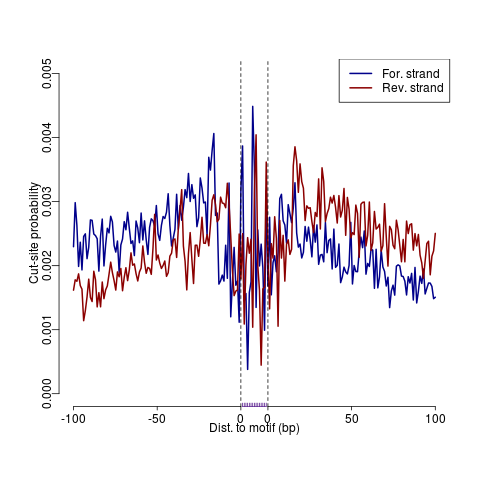 For. strand
Rev. strand
Cut-site probability
0.005
0.004
0.003
0.002
0.001
0.000
-100 -50 0 0 50 100
Dist. to motif (bp)